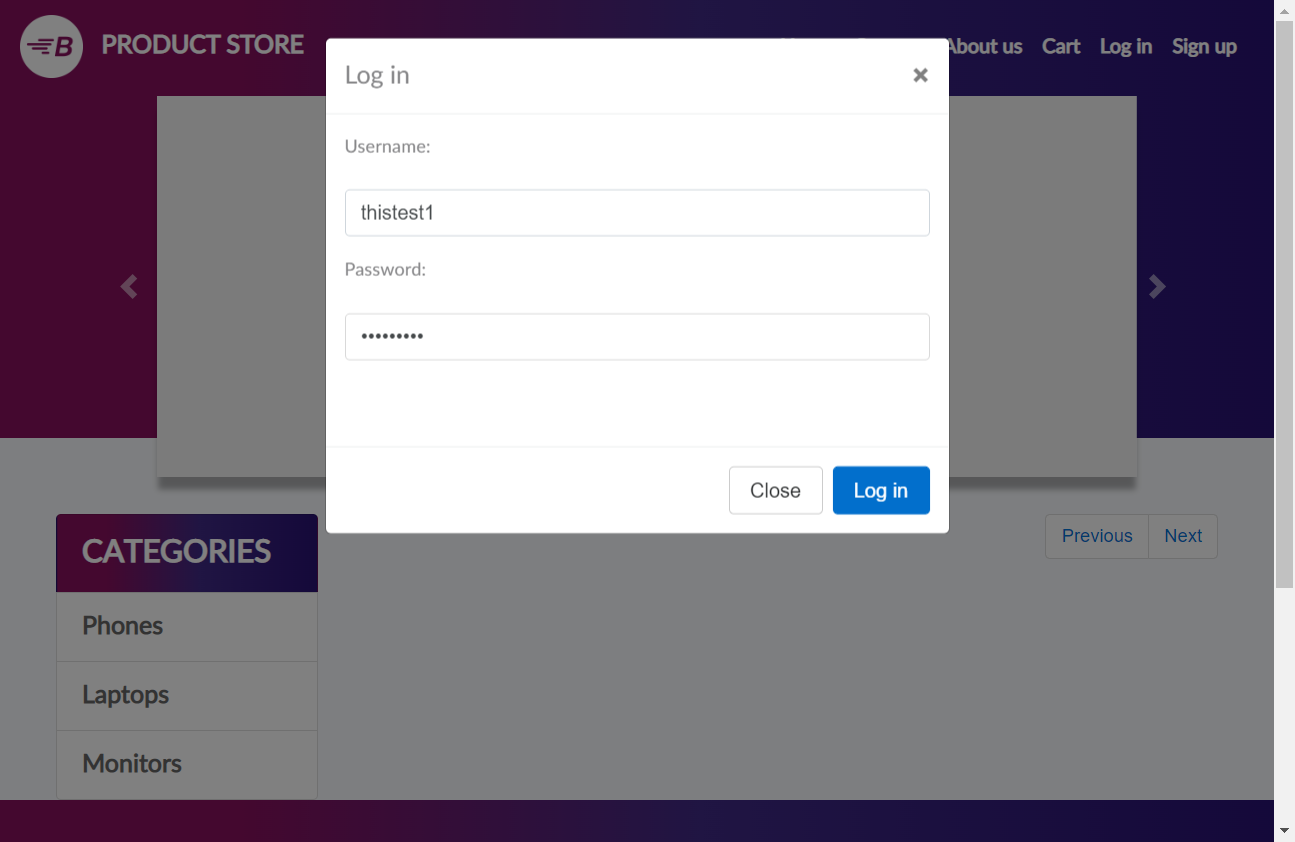 B PRODUCT STORE
About us Cart Log in Sign up
Log in
Username:
thistest1
Password:
•••••••••
Close Log in
CATEGORIES
Previous Next
Phones
Laptops
Monitors